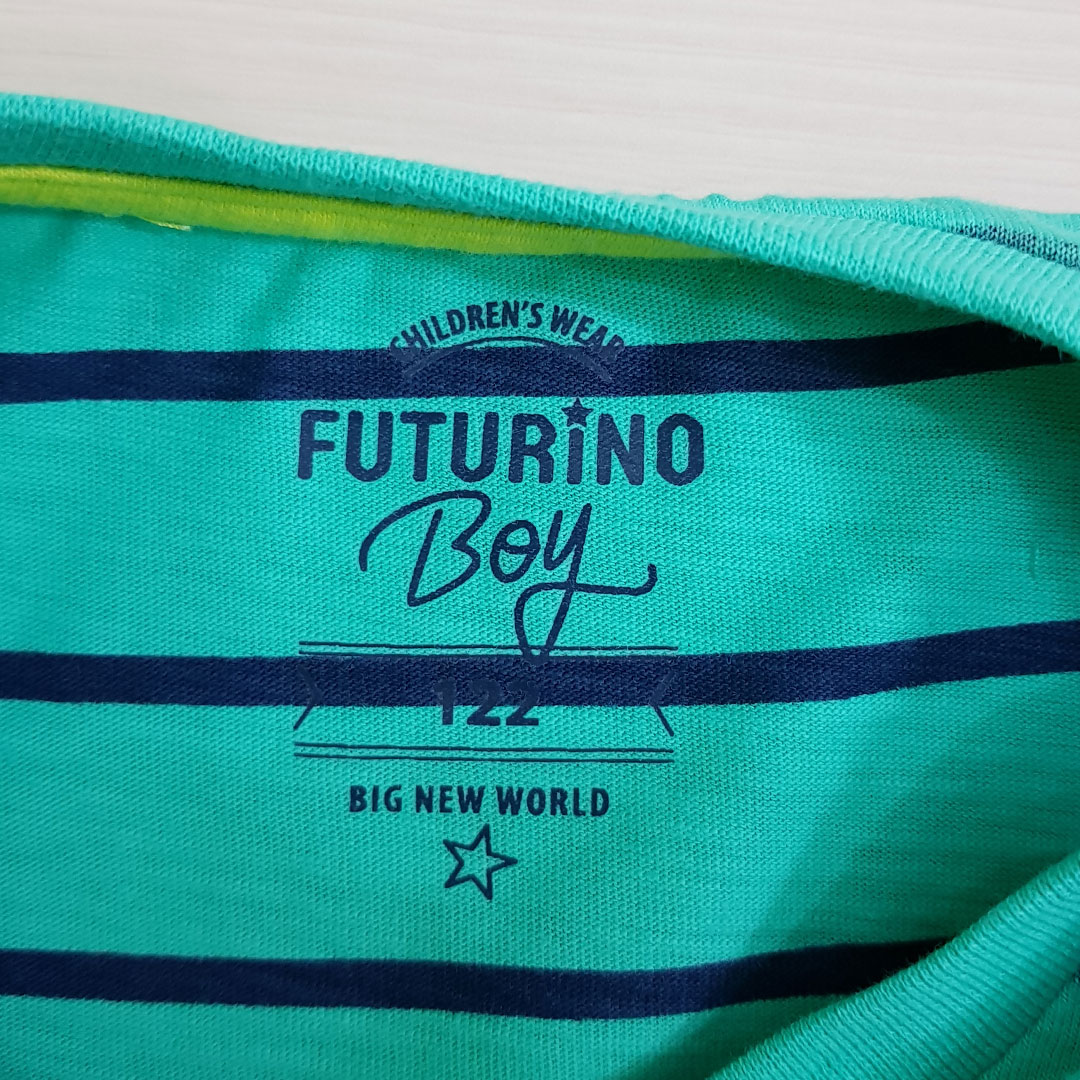 CHILDREN'S WEAR
FUTURINO
Boy
122
BIG NEW WORLD